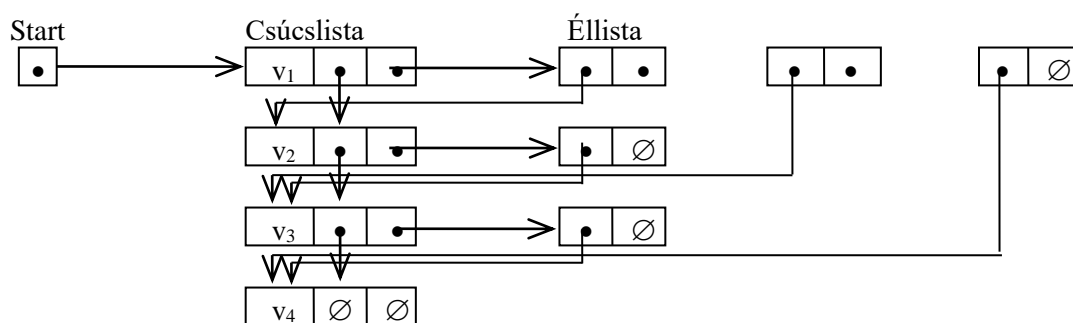 Start Csúcslista Éllista
v₁ ∅
v₂ ∅
v₃ ∅
v₄ ∅ ∅